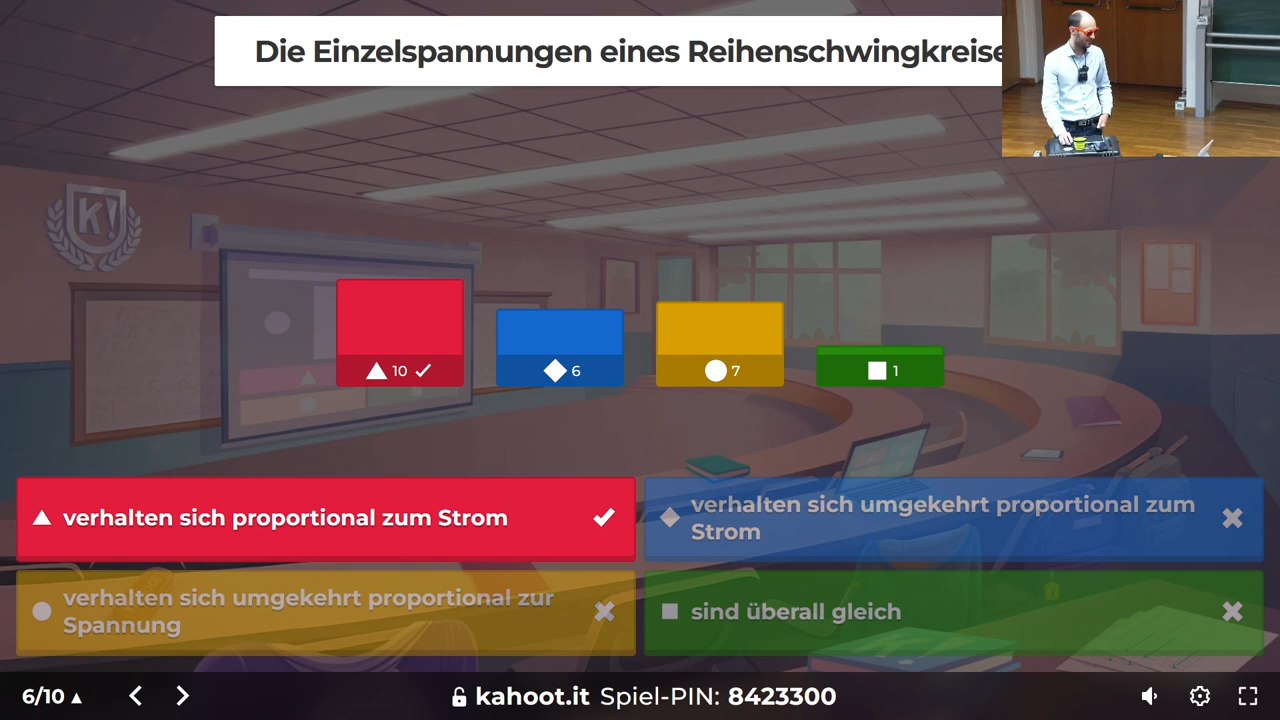 Die Einzelspannungen eines Reihenschwingkreise
K!
10
6
7
1
verhalten sich proportional zum Strom
verhalten sich umgekehrt proportional zum
Strom
verhalten sich umgekehrt proportional zur
Spannung
sind überall gleich
6/10
kahoot.it Spiel-PIN: 8423300